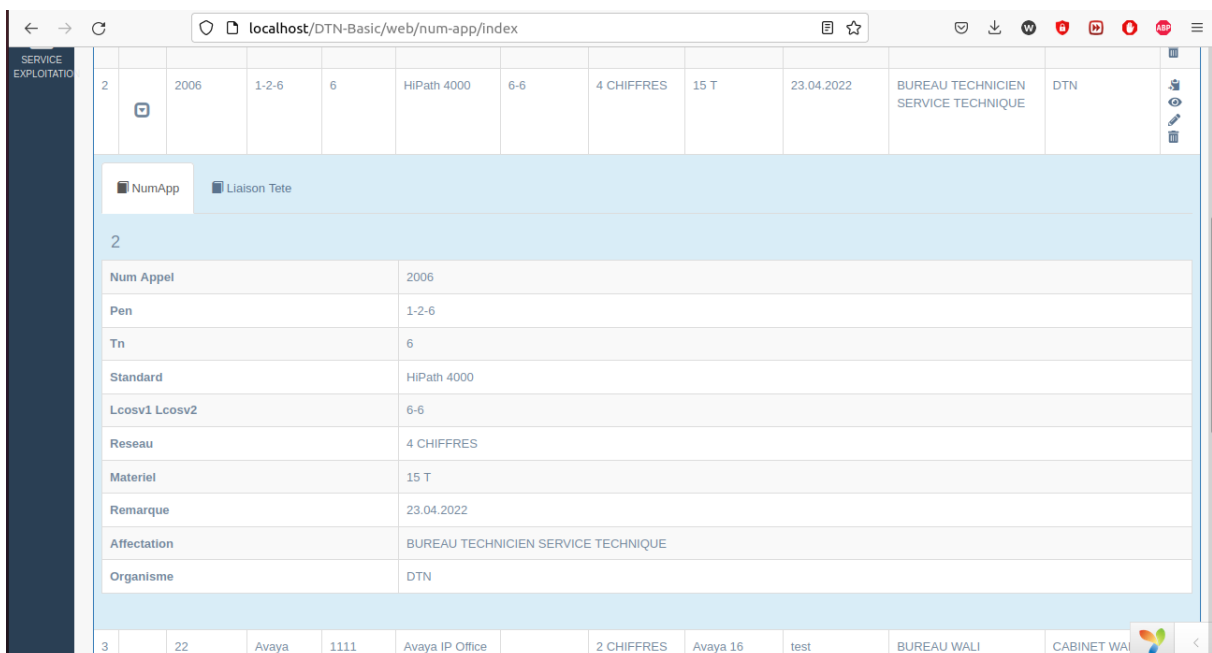 localhost/DTN-Basic/web/num-app/index
W
ABP
SERVICE
EXPLOITATIO
2 2006 1-2-6 6 HiPath 4000 6-6 4 CHIFFRES 15 T 23.04.2022 BUREAU TECHNICIEN DTN
SERVICE TECHNIQUE
NumApp Liaison Tete
2
Num Appel 2006
Pen 1-2-6
Tn 6
Standard HiPath 4000
Lcosv1 Lcosv2 6-6
Reseau 4 CHIFFRES
Materiel 15 T
Remarque 23.04.2022
Affectation BUREAU TECHNICIEN SERVICE TECHNIQUE
Organisme DTN
3 22 Avaya 1111 Avaya IP Office 2 CHIFFRES Avaya 16 test BUREAU WALI CABINET WA